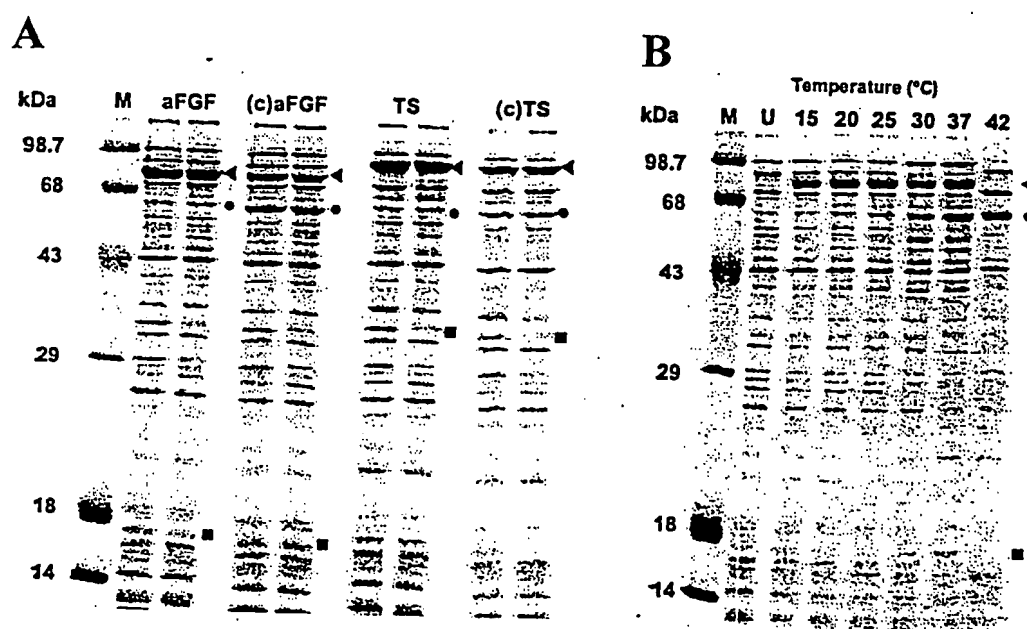 A
kDa M aFGF (c)aFGF TS (c)TS
98.7
68
43
29
18
14
B
Temperature (°C)
kDa M U 15 20 25 30 37 42
98.7
68
43
29
18
14